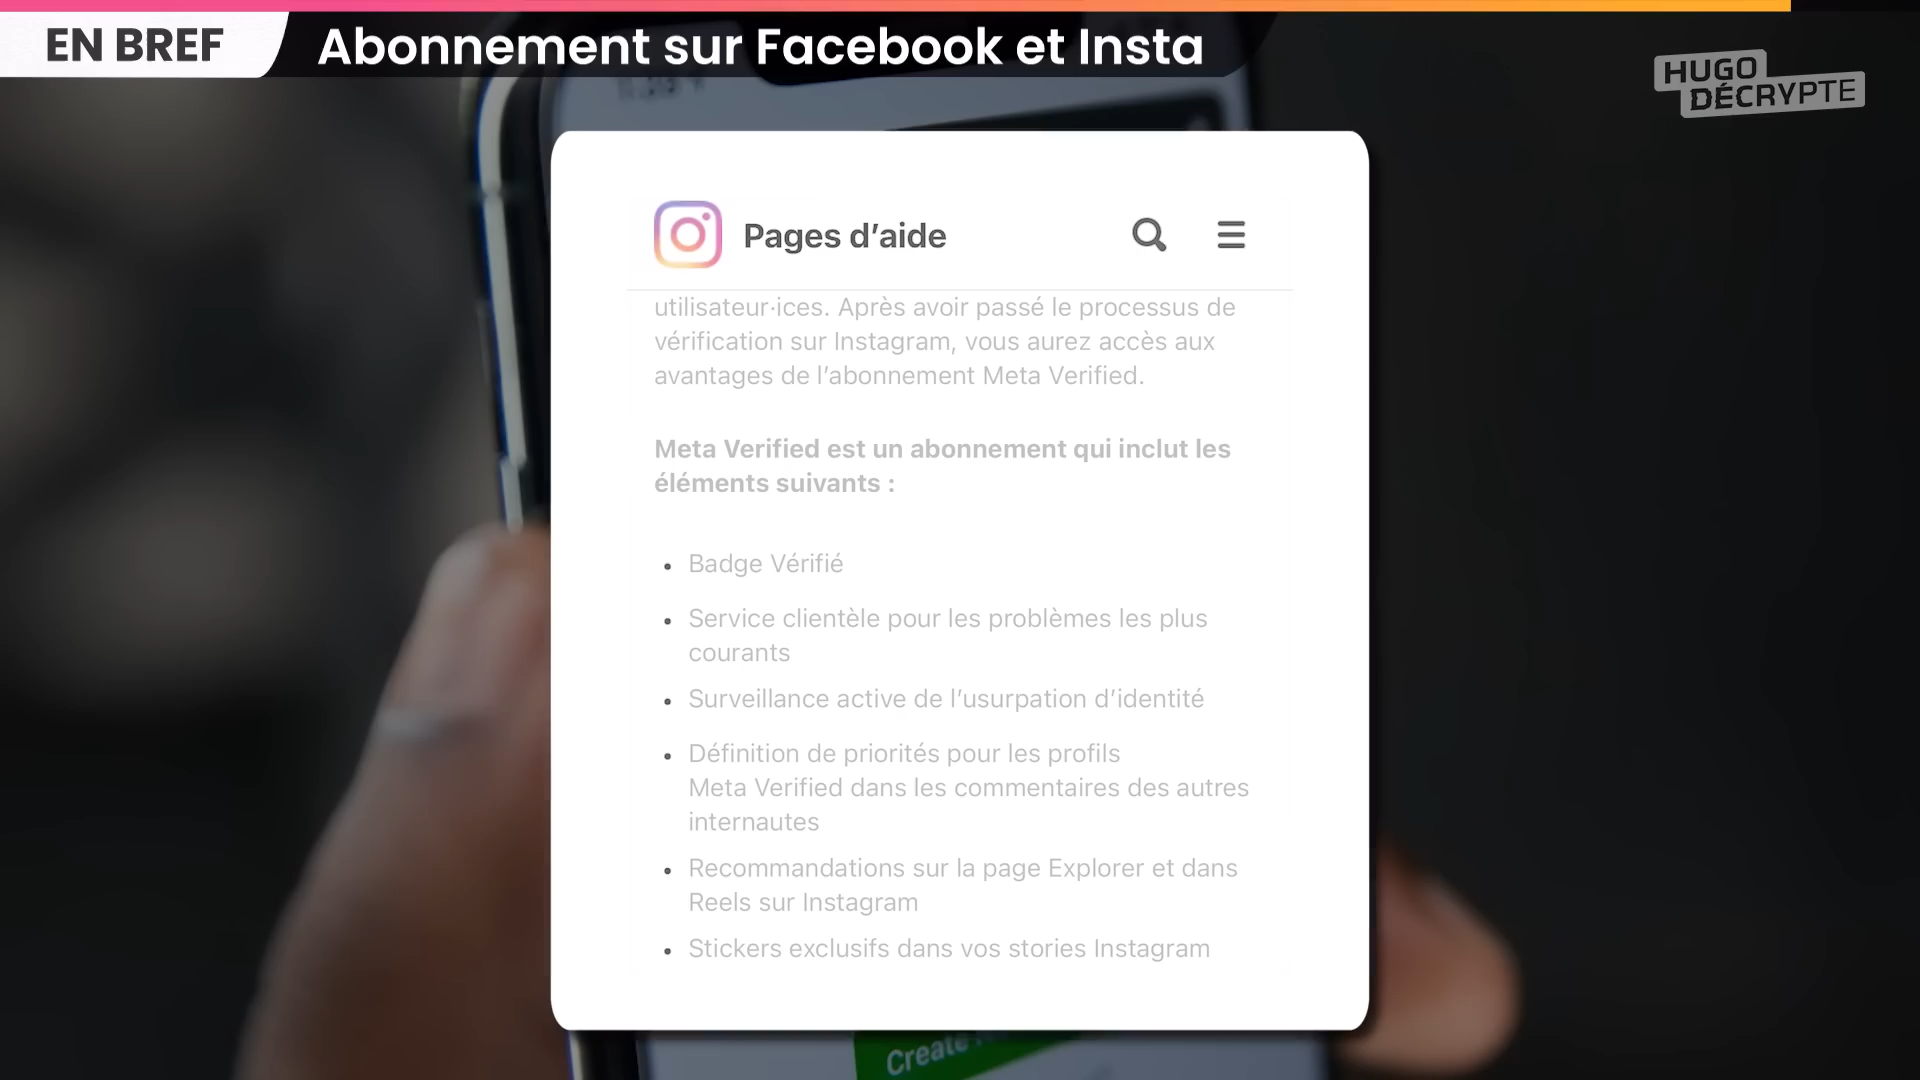 EN BREF
Abonnement sur Facebook et Insta
HUGO
DÉCRYPTE
Pages d’aide
utilisateur·ices. Après avoir passé le processus de
vérification sur Instagram, vous aurez accès aux
avantages de l’abonnement Meta Verified.
Meta Verified est un abonnement qui inclut les
éléments suivants :
• Badge Vérifié
• Service clientèle pour les problèmes les plus
courants
• Surveillance active de l’usurpation d’identité
• Définition de priorités pour les profils
Meta Verified dans les commentaires des autres
internautes
• Recommandations sur la page Explorer et dans
Reels sur Instagram
• Stickers exclusifs dans vos stories Instagram
Create